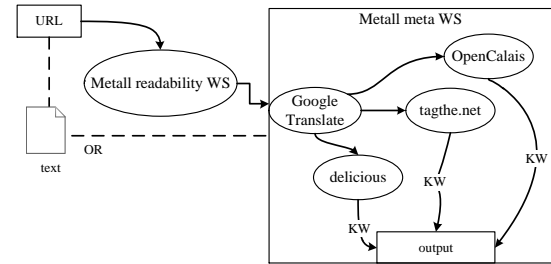 URL
Metall meta WS
OpenCalais
Metall readability WS
Google
Translate
tagthe.net
OR
text
delicious
KW
KW
KW
output